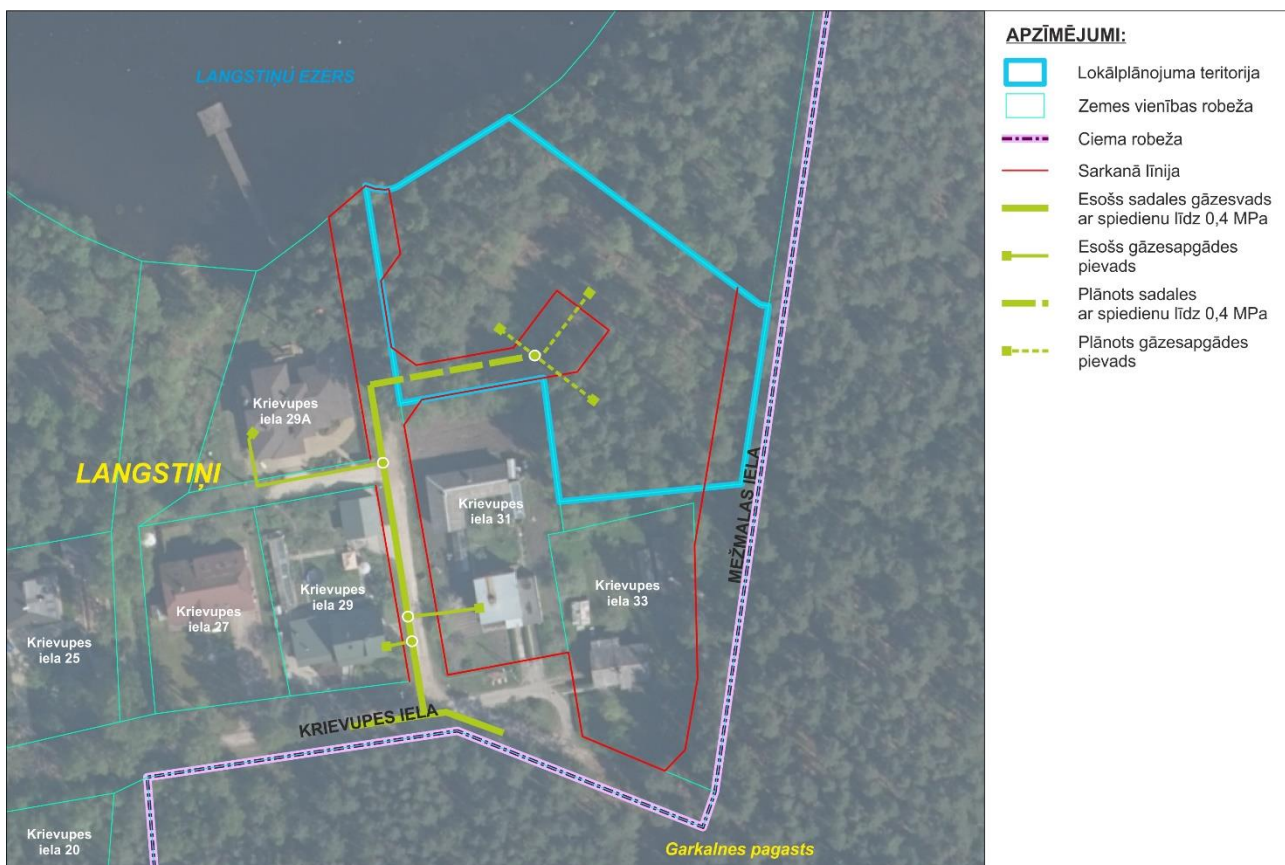 LANGSTIŅU EZERS
Krievupes
iela 29A
LANGSTIŅI
Krievupes
iela 31
MEŽMALAS IELA
Krievupes
iela 33
Krievupes
iela 29
Krievupes
iela 27
Krievupes
iela 25
KRIEVUPES IELA
Krievupes
iela 20
Garkalnes pagasts
APZĪMĒJUMI:
Lokālplānojuma teritorija
Zemes vienības robeža
Ciema robeža
Sarkanā līnija
Esošs sadales gāzesvads
ar spiedienu līdz 0,4 MPa
Esošs gāzesapgādes
pievads
Plānots sadales
ar spiedienu līdz 0,4 MPa
Plānots gāzesapgādes
pievads